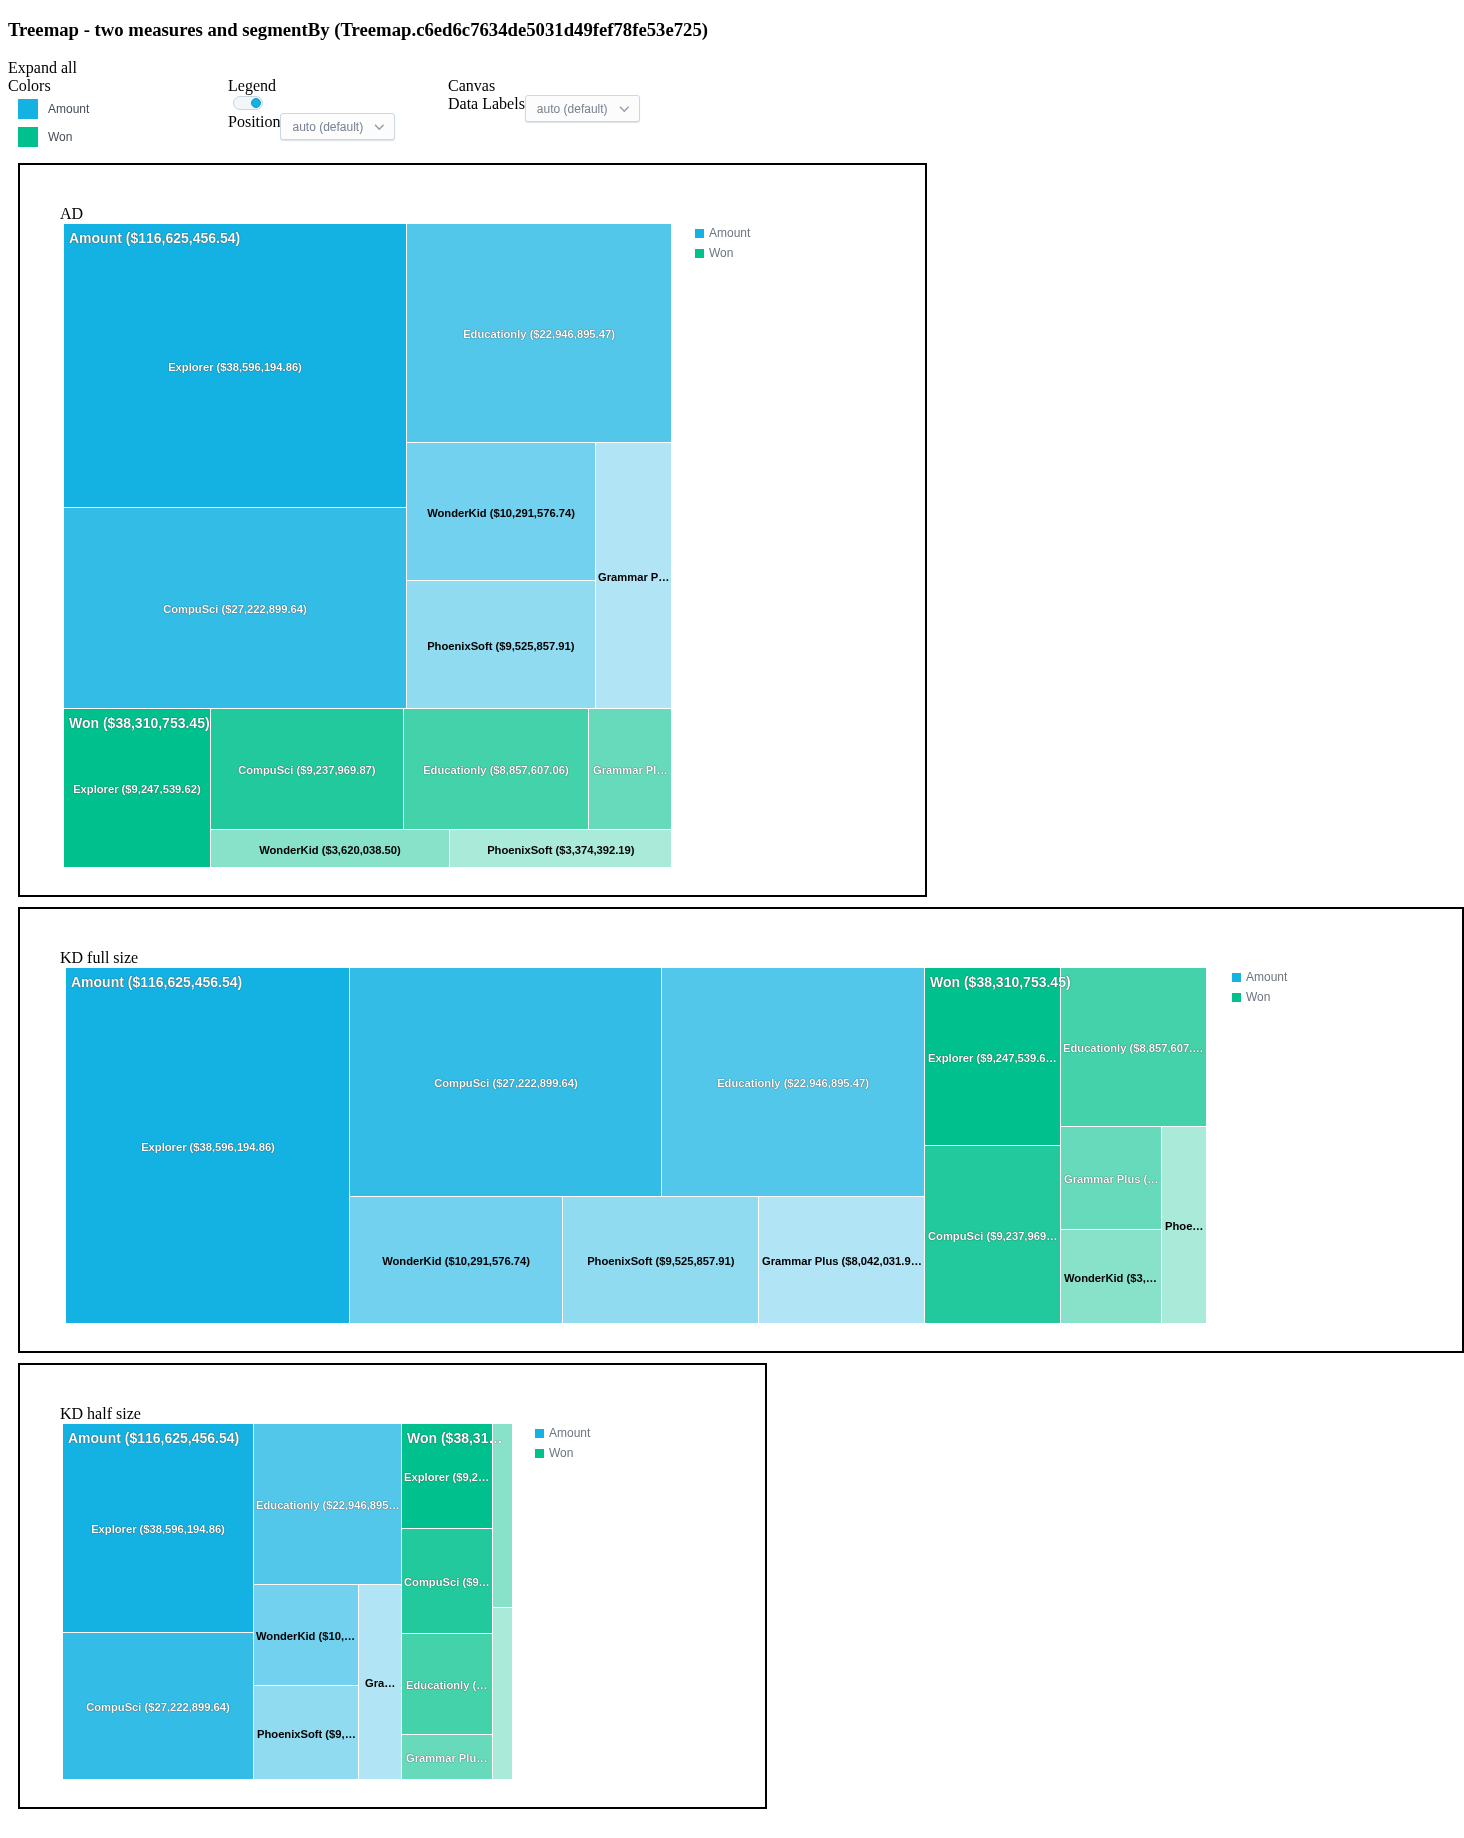 Treemap - two measures and segmentBy (Treemap.c6ed6c7634de5031d49fef78fe53e725)
Expand all
Colors
Amount
Won
Legend
Position
auto (default)
Canvas
Data Labels
auto (default)
AD
Amount ($116,625,456.54)
Explorer ($38,596,194.86)
Educationly ($22,946,895.47)
WonderKid ($10,291,576.74)
Grammar P…
CompuSci ($27,222,899.64)
PhoenixSoft ($9,525,857.91)
Won ($38,310,753.45)
Explorer ($9,247,539.62)
CompuSci ($9,237,969.87)
Educationly ($8,857,607.06)
Grammar Pl…
WonderKid ($3,620,038.50)
PhoenixSoft ($3,374,392.19)
Amount
Won
KD full size
Amount ($116,625,456.54)
Explorer ($38,596,194.86)
CompuSci ($27,222,899.64)
Educationly ($22,946,895.47)
WonderKid ($10,291,576.74)
PhoenixSoft ($9,525,857.91)
Grammar Plus ($8,042,031.9…
Won ($38,310,753.45)
Explorer ($9,247,539.6…
Educationly ($8,857,607.…
CompuSci ($9,237,969…
Grammar Plus (…
WonderKid ($3,…
Phoe…
Amount
Won
KD half size
Amount ($116,625,456.54)
Explorer ($38,596,194.86)
CompuSci ($27,222,899.64)
Educationly ($22,946,895…
WonderKid ($10,…
PhoenixSoft ($9,…
Gra…
Won ($38,31…
Explorer ($9,2…
CompuSci ($9…
Educationly (…
Grammar Plu…
Amount
Won